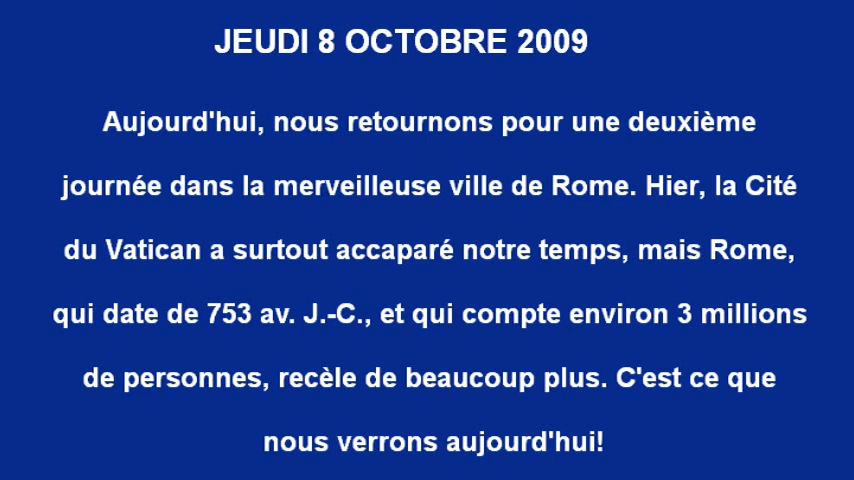 JEUDI 8 OCTOBRE 2009
Aujourd'hui, nous retournons pour une deuxième
journée dans la merveilleuse ville de Rome. Hier, la Cité
du Vatican a surtout accaparé notre temps, mais Rome,
qui date de 753 av. J.-C., et qui compte environ 3 millions
de personnes, recèle de beaucoup plus. C'est ce que
nous verrons aujourd'hui!